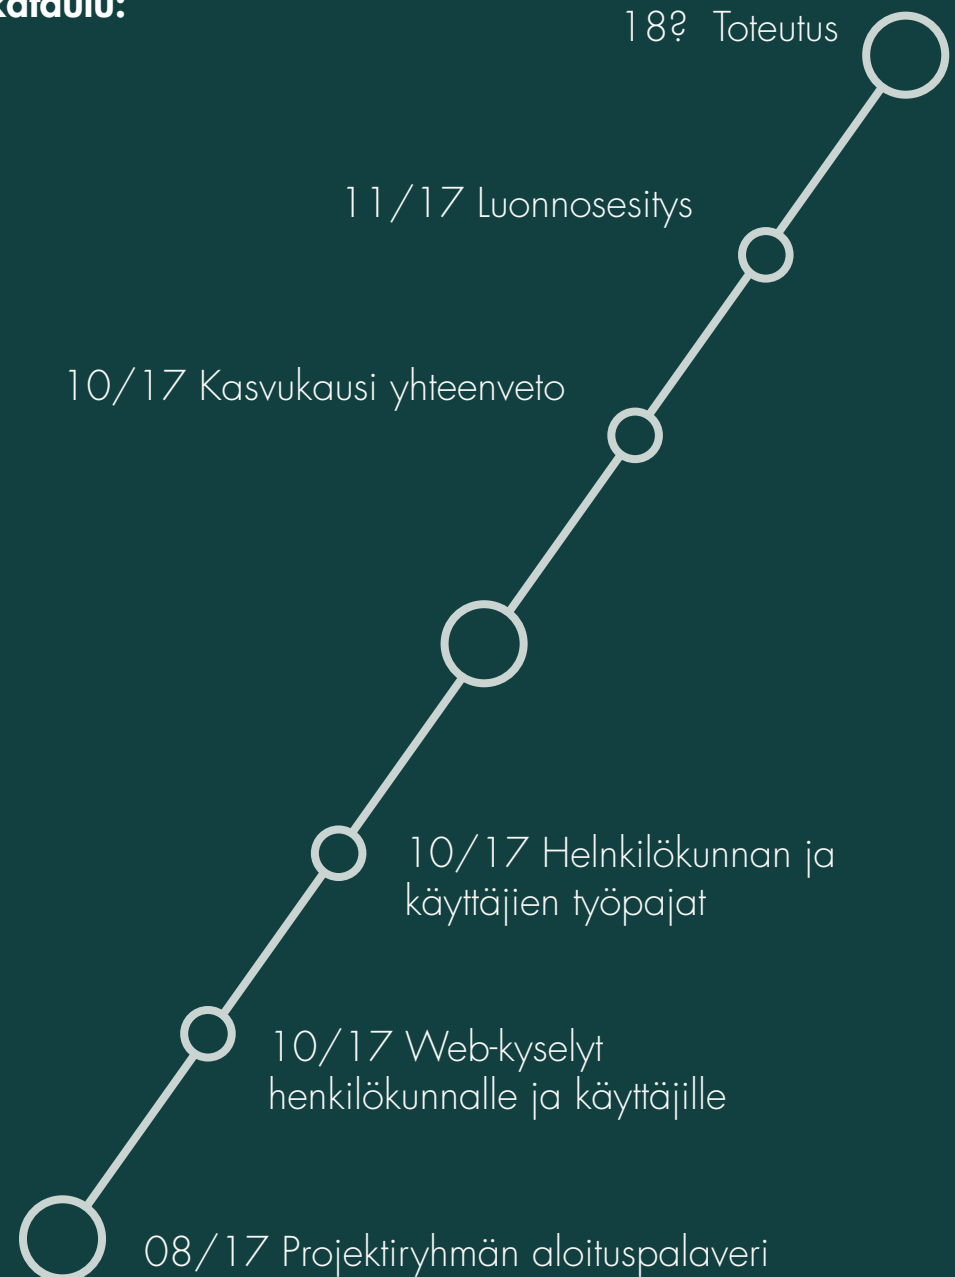 kataulu:
18? Toteutus
11/17 Luonnosesitys
10/17 Kasvukausi yhteenveto
10/17 Helnkilökunnan ja
käyttäjien työpajat
10/17 Web-kyselyt
henkilökunnalle ja käyttäjille
08/17 Projektiryhmän aloituspalaveri